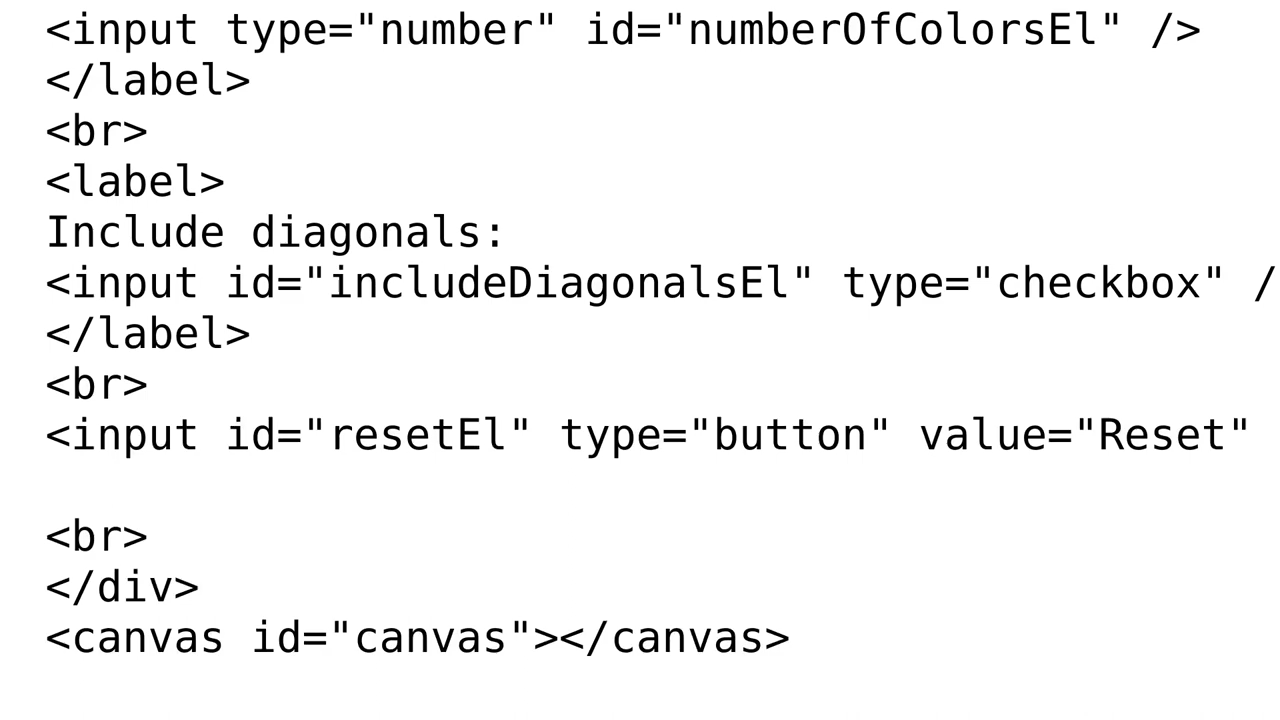 <input type="number" id="numberOfColorsEl" />
</label>
<br>
<label>
Include diagonals:
<input id="includeDiagonalsEl" type="checkbox" /
</label>
<br>
<input id="resetEl" type="button" value="Reset"
<br>
</div>
<canvas id="canvas"></canvas>